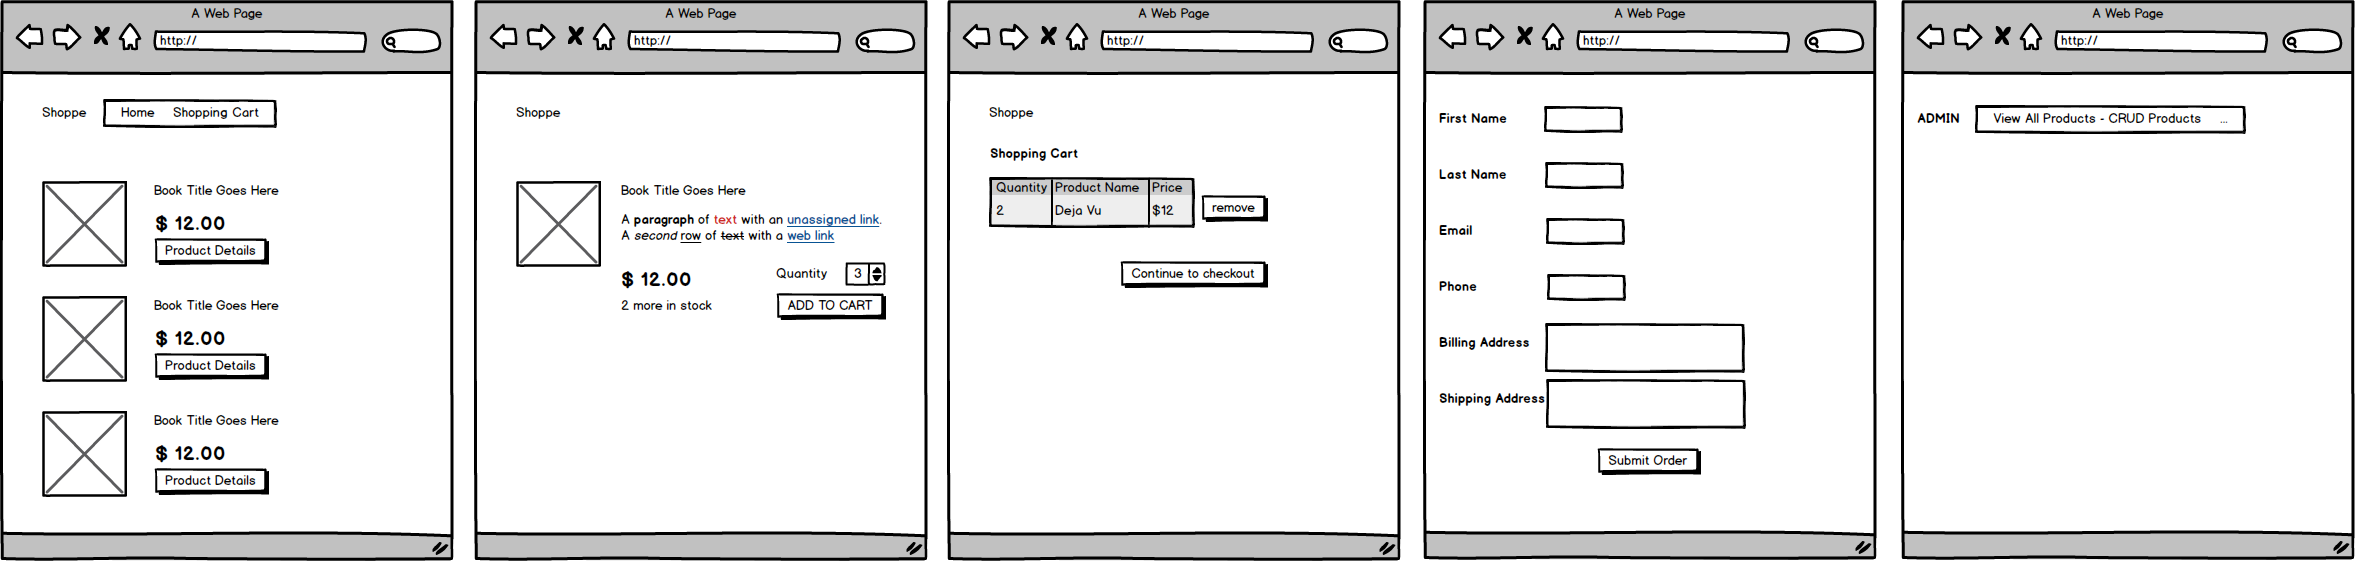 A Web Page
http://
Shoppe
Home Shopping Cart
Book Title Goes Here
$ 12.00
Product Details
Book Title Goes Here
$ 12.00
Product Details
Book Title Goes Here
$ 12.00
Product Details
A Web Page
http://
Shoppe
Book Title Goes Here
A paragraph of text with an unassigned link.
A second row of text with a web link
$ 12.00
Quantity 3
2 more in stock
ADD TO CART
A Web Page
http://
Shoppe
Shopping Cart
Quantity Product Name Price
2 Deja Vu $12
remove
Continue to checkout
A Web Page
http://
First Name
Last Name
Email
Phone
Billing Address
Shipping Address
Submit Order
A Web Page
http://
ADMIN
View All Products - CRUD Products ...